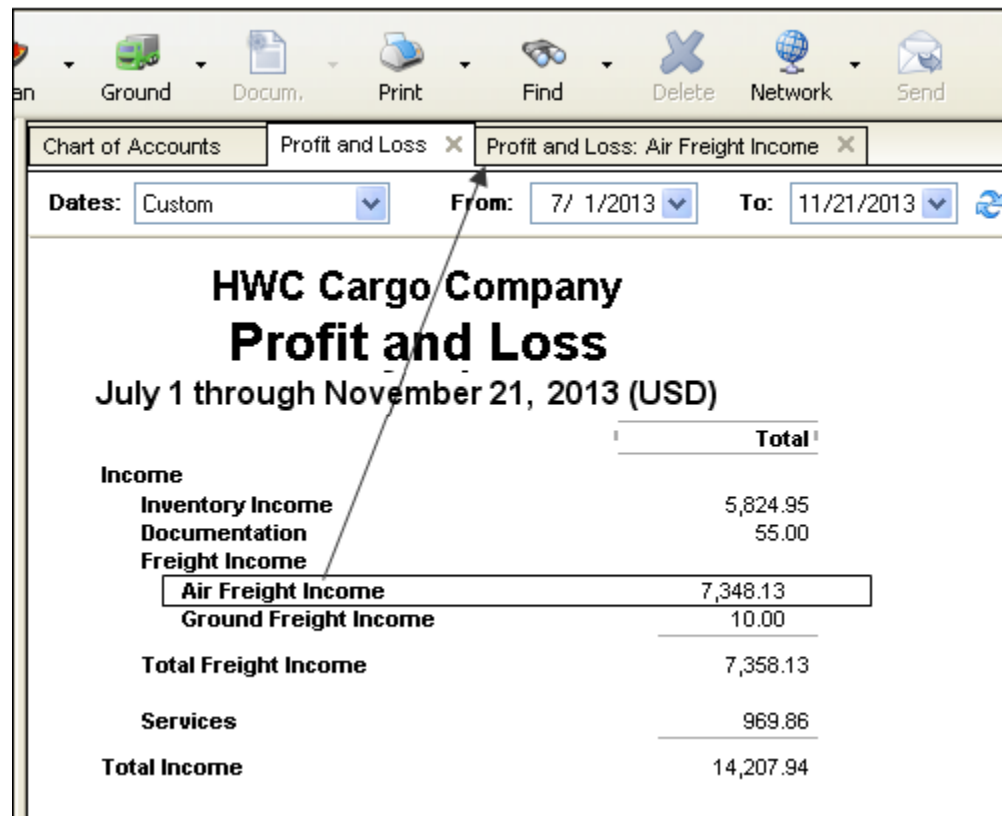 an Ground Docum. Print Find Delete Network Send
Chart of Accounts Profit and Loss Profit and Loss: Air Freight Income
Dates: Custom From: 7/ 1/2013 To: 11/21/2013
HWC Cargo Company
Profit and Loss
July 1 through November 21, 2013 (USD)
Total
Income
Inventory Income 5,824.95
Documentation 55.00
Freight Income
Air Freight Income 7,348.13
Ground Freight Income 10.00
Total Freight Income 7,358.13
Services 969.86
Total Income 14,207.94